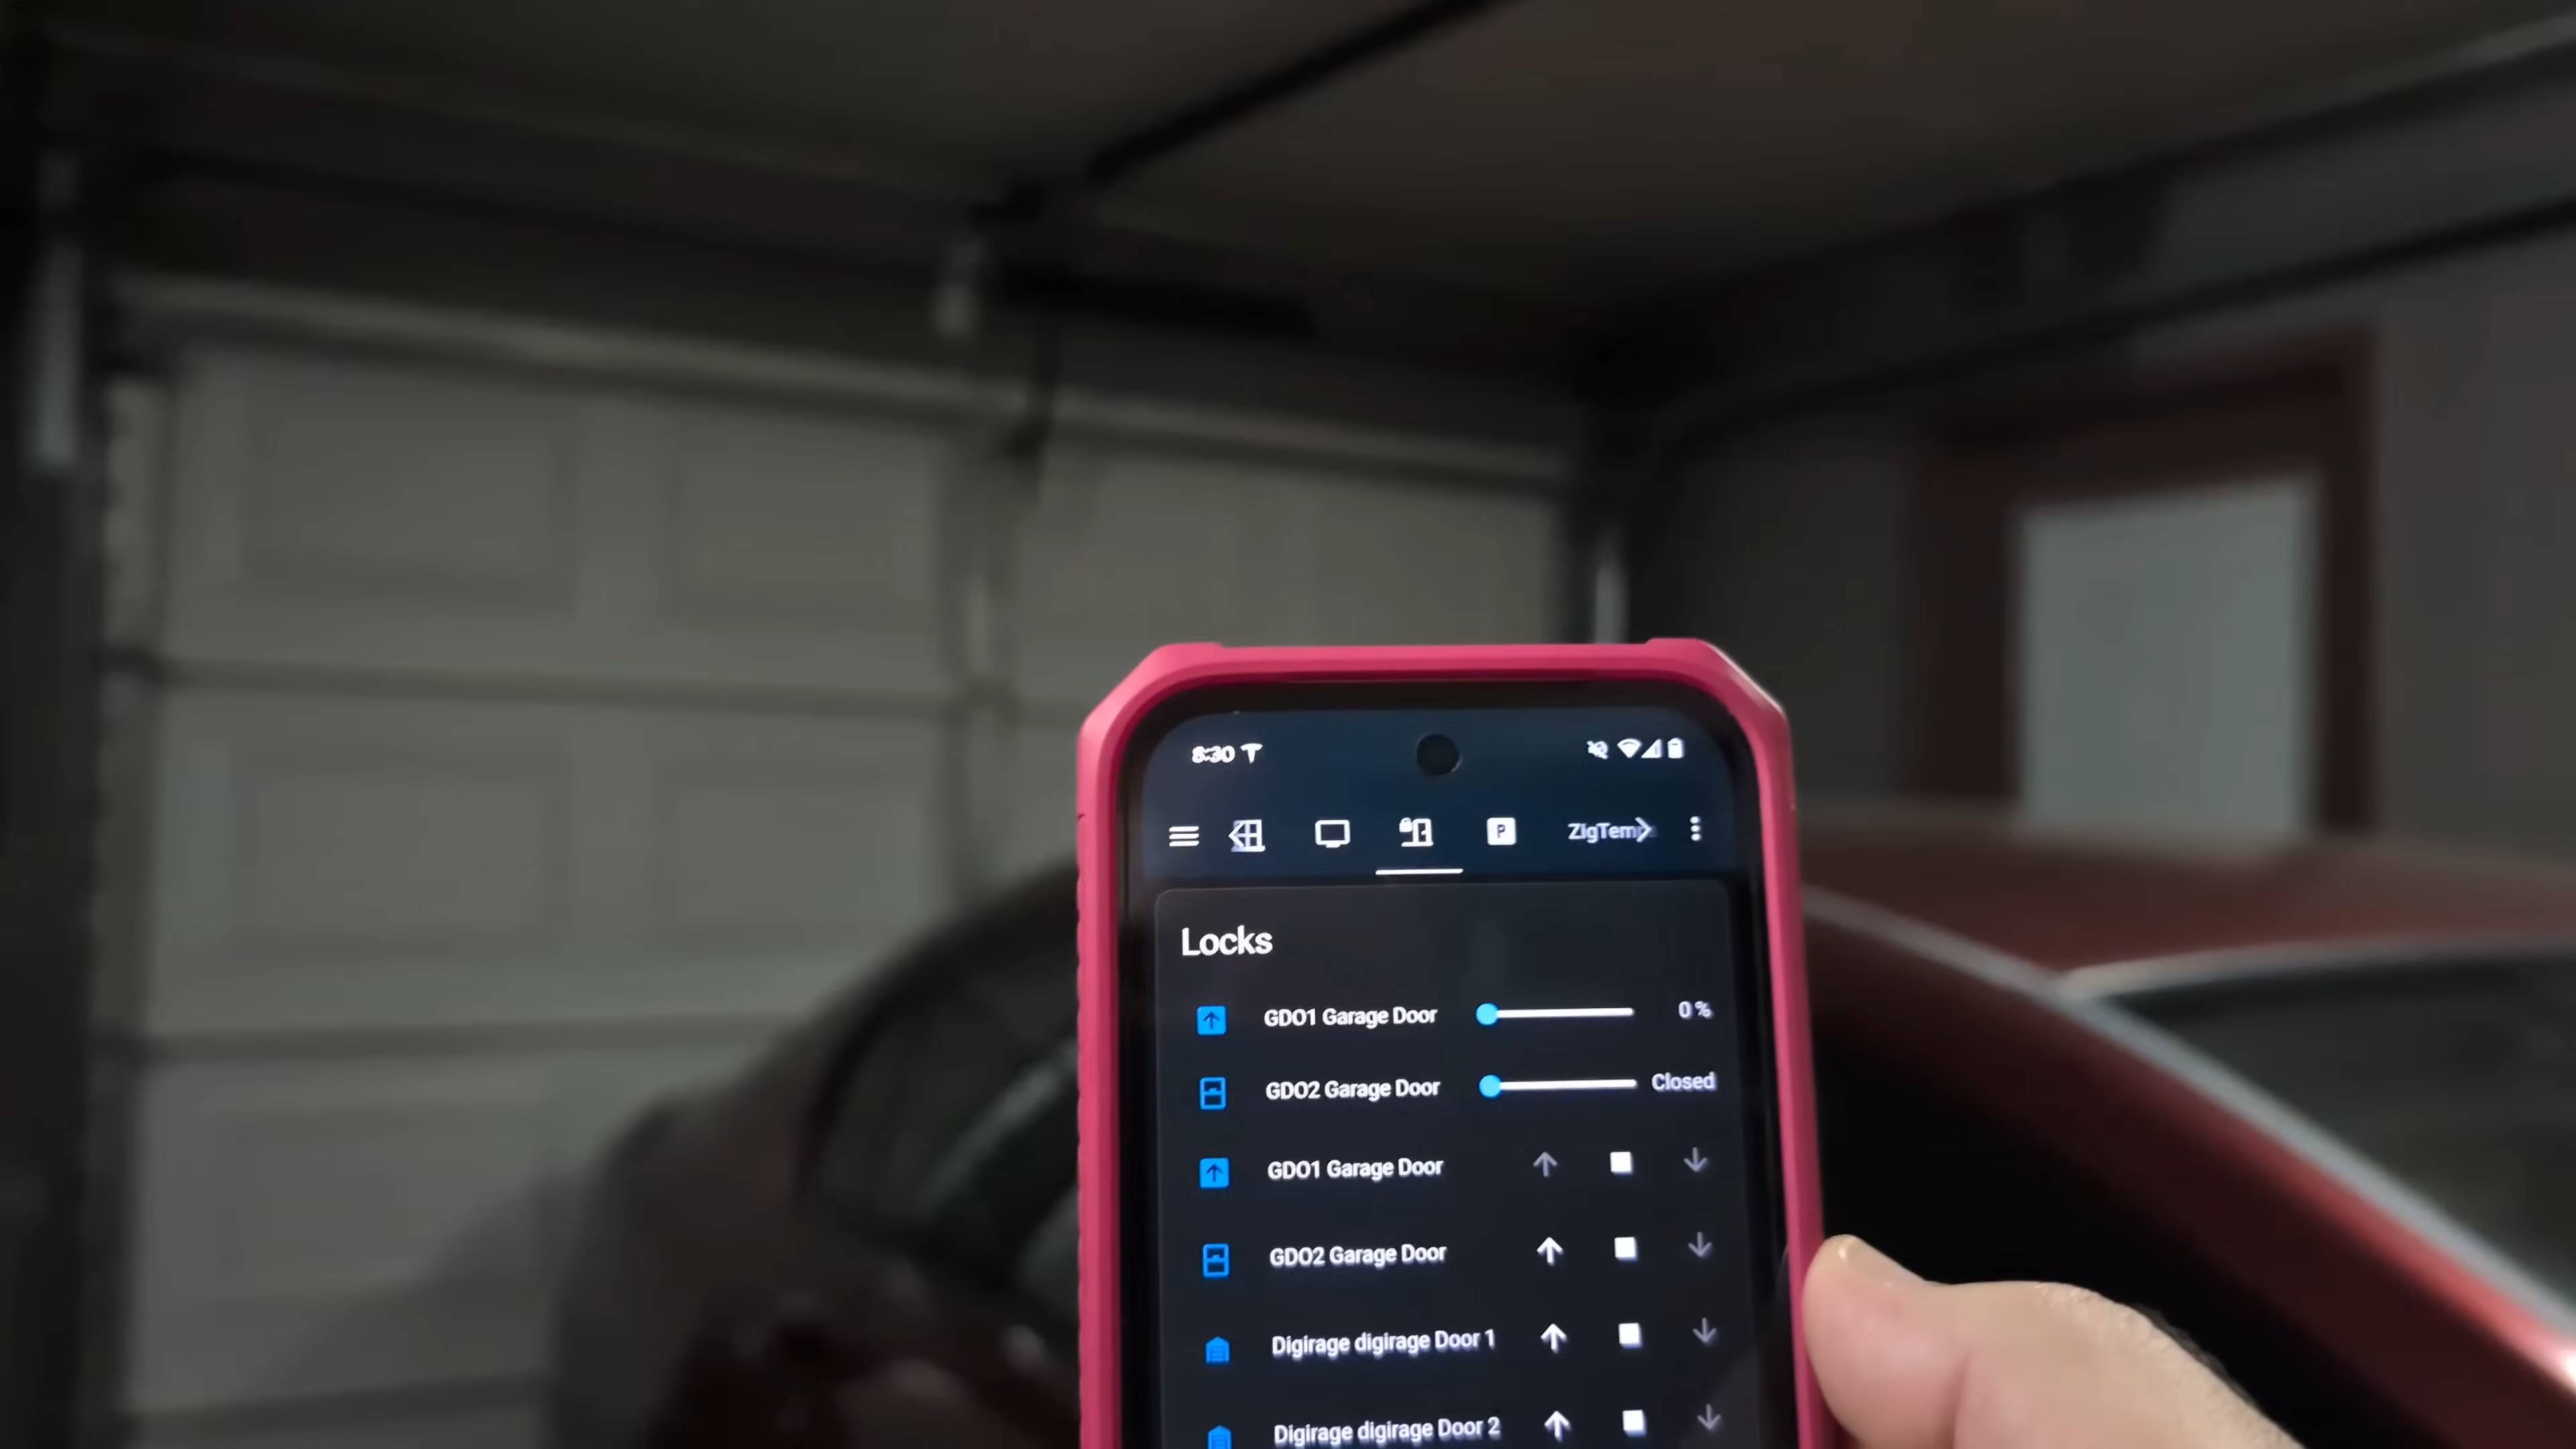 8:30
P ZigTemp
Locks
GDO1 Garage Door 0 %
GDO2 Garage Door Closed
GDO1 Garage Door
GDO2 Garage Door
Digirage digirage Door 1
Digirage digirage Door 2